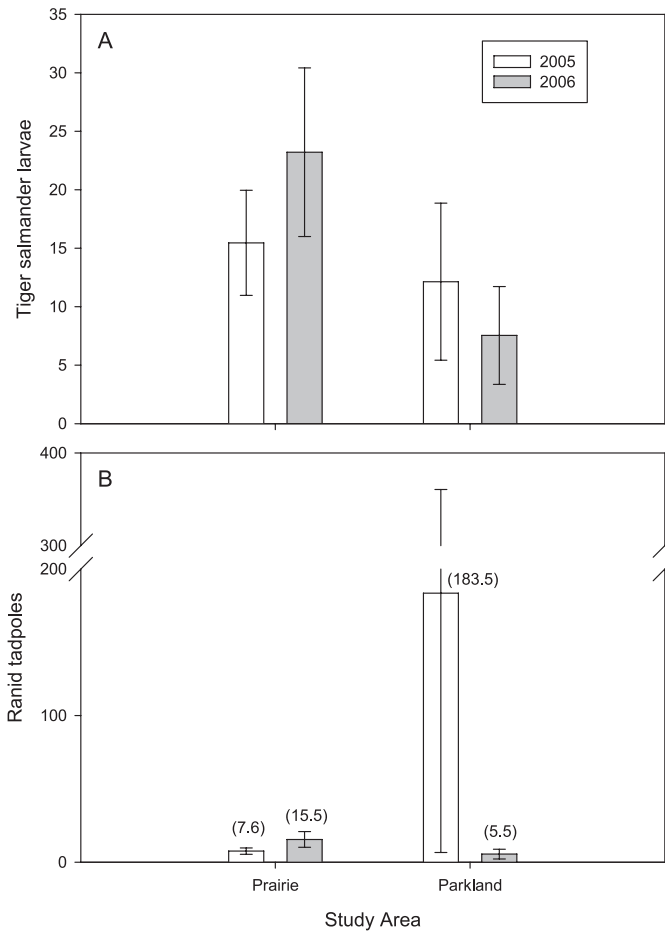 35
A
2005
2006
30
25
20
15
10
5
0
Tiger salmander larvae
400
B
300
200
(183.5)
100
(7.6)
(15.5)
(5.5)
0
Ranid tadpoles
Prairie
Parkland
Study Area